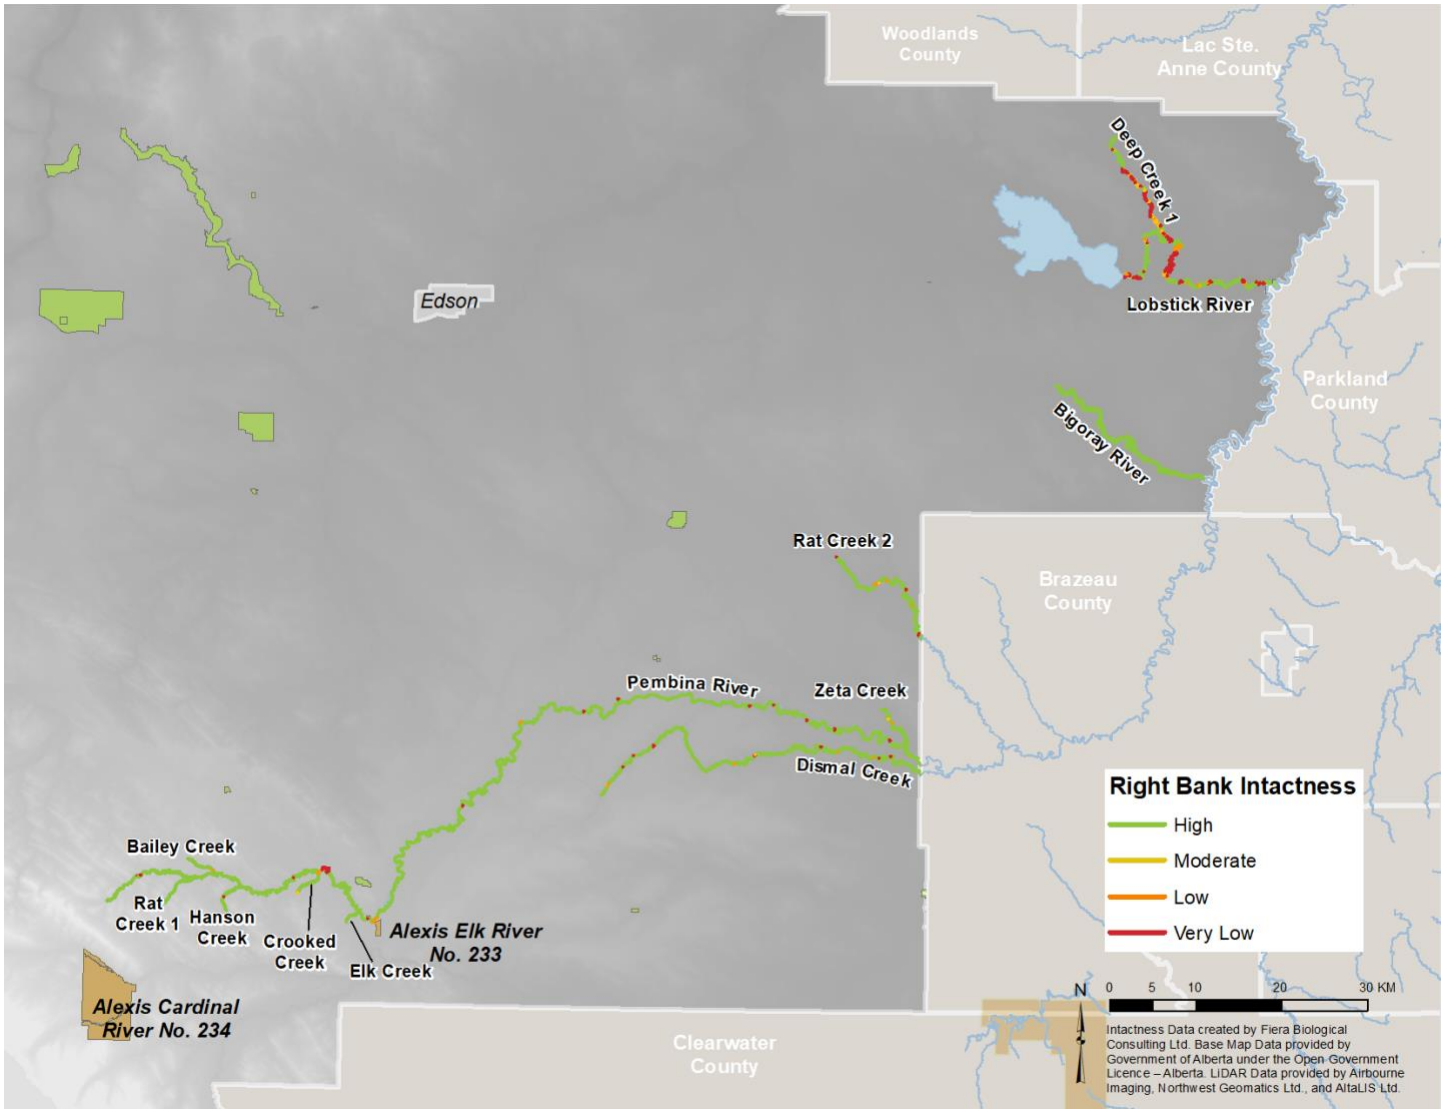 Woodlands
County
Lac Ste.
Anne County
Deep Creek 1
Edson
Lobstick River
Parkland
County
Bigoray River
Rat Creek 2
Brazeau
County
Pembina River
Zeta Creek
Dismal Creek
Right Bank Intactness
High
Moderate
Low
Very Low
Bailey Creek
Rat
Creek 1
Hanson
Creek
Crooked
Creek
Elk Creek
Alexis Elk River
No. 233
Alexis Cardinal
River No. 234
Clearwater
County
N
0 5 10 20 30 KM
Intactness Data created by Fiera Biological
Consulting Ltd. Base Map Data provided by
Government of Alberta under the Open Government
Licence – Alberta. LiDAR Data provided by Airbourne
Imaging, Northwest Geomatics Ltd., and AltaLIS Ltd.